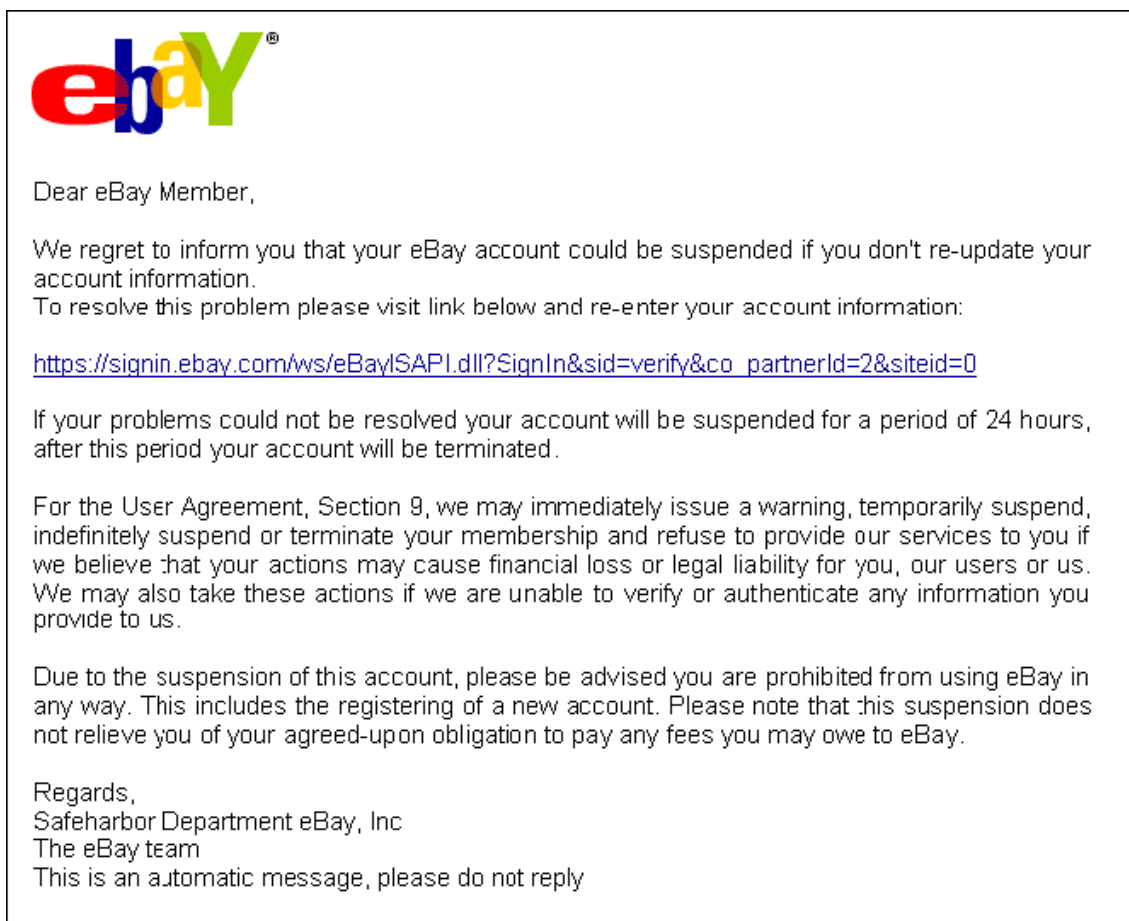 ebaY®
Dear eBay Member,
We regret to inform you that your eBay account could be suspended if you don't re-update your
account information.
To resolve this problem please visit link below and re-enter your account information:
https://signin.ebay.com/ws/eBayISAPI.dll?SignIn&sid=verify&co_partnerId=2&siteid=0
If your problems could not be resolved your account will be suspended for a period of 24 hours,
after this period your account will be terminated.
For the User Agreement, Section 9, we may immediately issue a warning, temporarily suspend,
indefinitely suspend or terminate your membership and refuse to provide our services to you if
we believe that your actions may cause financial loss or legal liability for you, our users or us.
We may also take these actions if we are unable to verify or authenticate any information you
provide to us.
Due to the suspension of this account, please be advised you are prohibited from using eBay in
any way. This includes the registering of a new account. Please note that this suspension does
not relieve you of your agreed-upon obligation to pay any fees you may owe to eBay.
Regards,
Safeharbor Department eBay, Inc
The eBay team
This is an automatic message, please do not reply